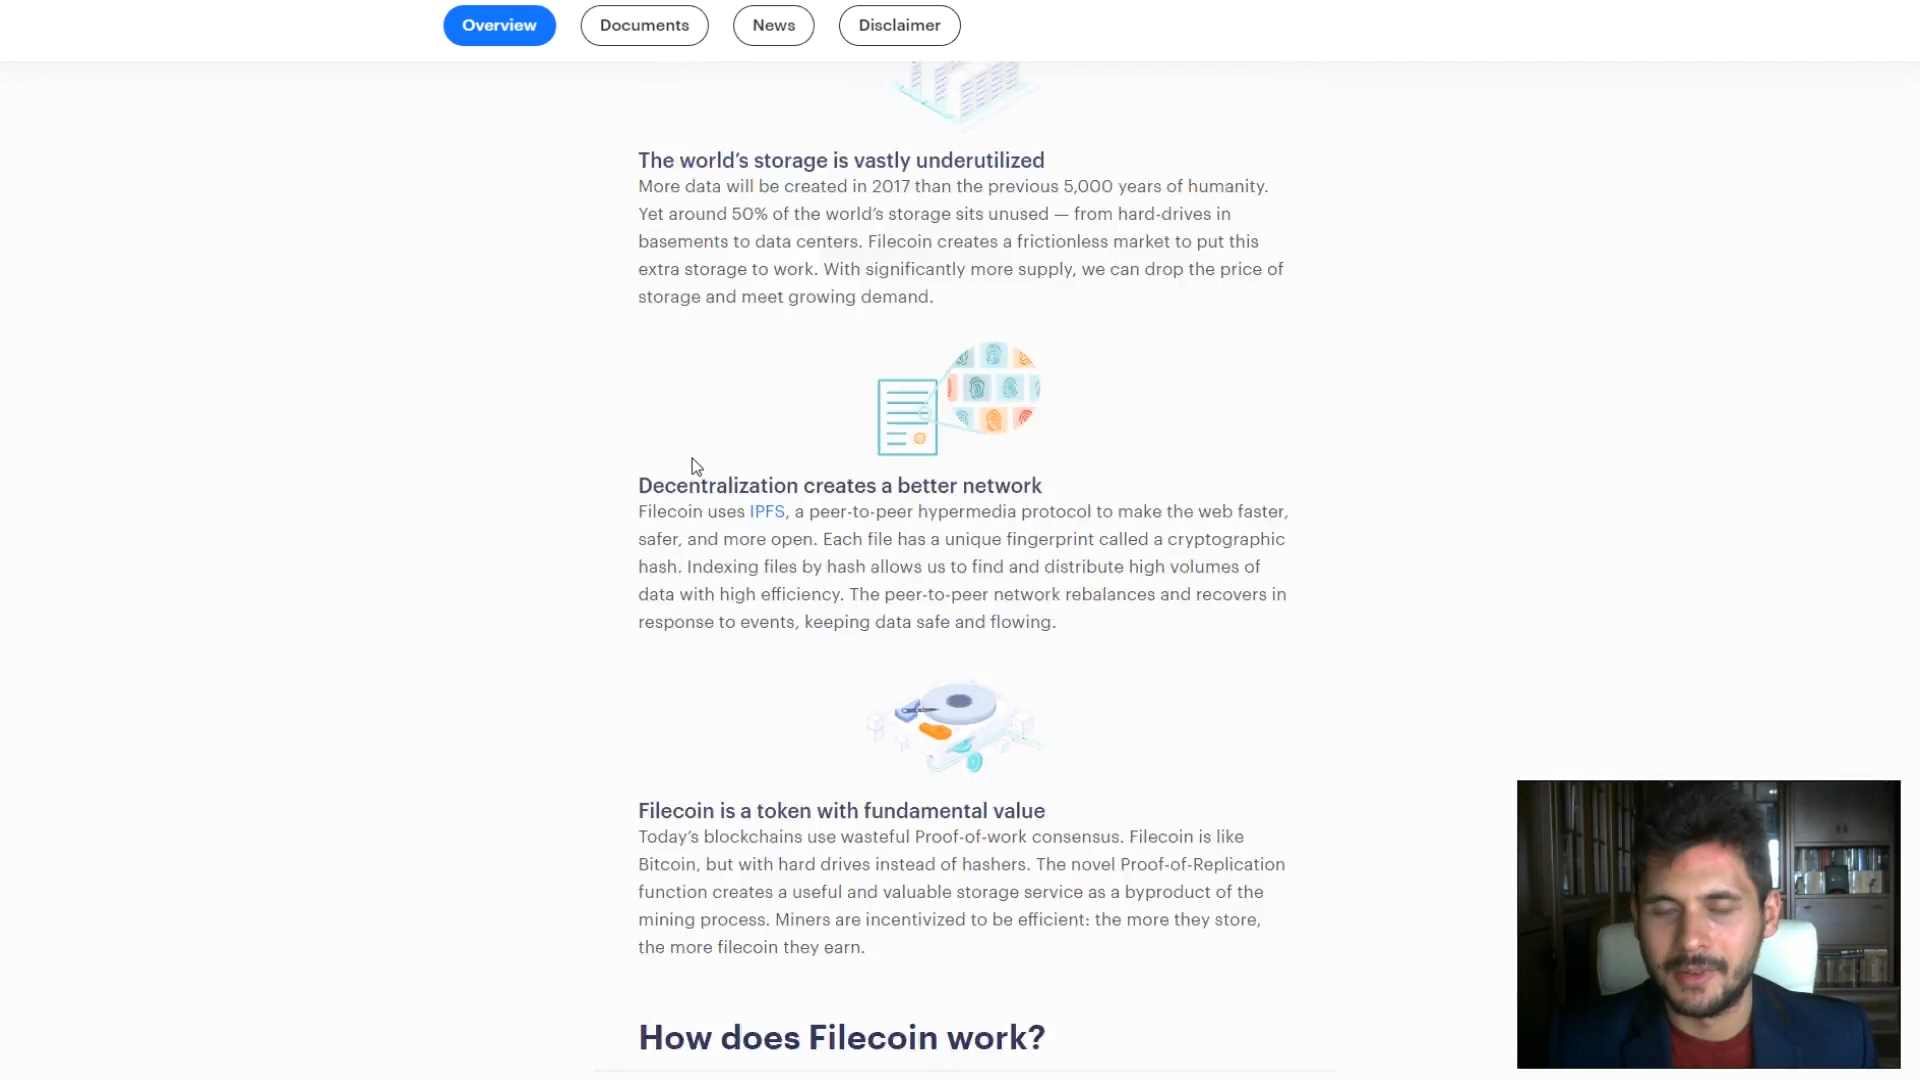 Overview
Documents
News
Disclaimer
The world's storage is vastly underutilized
More data will be created in 2017 than the previous 5,000 years of humanity.
Yet around 50% of the world's storage sits unused — from hard-drives in
basements to data centers. Filecoin creates a frictionless market to put this
extra storage to work. With significantly more supply, we can drop the price of
storage and meet growing demand.
Decentralization creates a better network
Filecoin uses IPFS, a peer-to-peer hypermedia protocol to make the web faster,
safer, and more open. Each file has a unique fingerprint called a cryptographic
hash. Indexing files by hash allows us to find and distribute high volumes of
data with high efficiency. The peer-to-peer network rebalances and recovers in
response to events, keeping data safe and flowing.
Filecoin is a token with fundamental value
Today's blockchains use wasteful Proof-of-work consensus. Filecoin is like
Bitcoin, but with hard drives instead of hashers. The novel Proof-of-Replication
function creates a useful and valuable storage service as a byproduct of the
mining process. Miners are incentivized to be efficient: the more they store,
the more filecoin they earn.
How does Filecoin work?